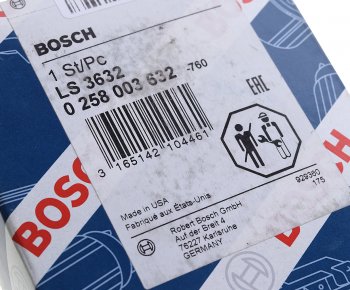 BOSCH
1 St/Pc
LS 3632
0 258 003 632 -760
EAC
3 165142 104461
929360
175
Made in USA
Fabriqué aux États-Unis
Robert Bosch GmbH
Auf der Breit 4
76227 Karlsruhe
GERMANY
BOSCH
BOSCH